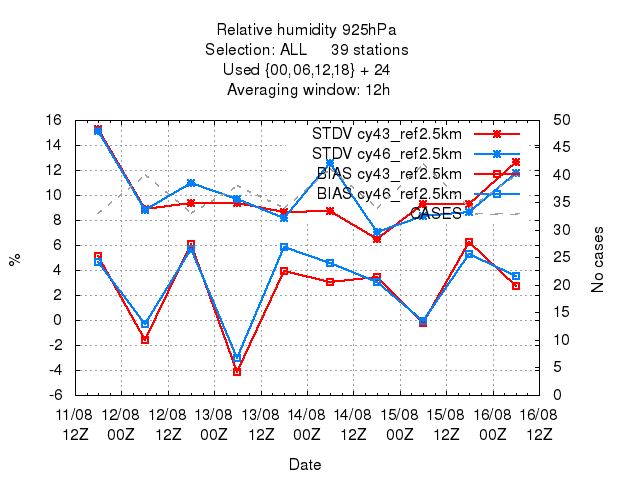 Relative humidity 925hPa
Selection: ALL 39 stations
Used {00,06,12,18} + 24
Averaging window: 12h
16 50
14 45
12 40
10 35
8 30
6 25
4 20
2 15
0 10
-2 5
-4 0
-6
STDV cy43_ref2.5km
STDV cy46_ref2.5km
BIAS cy43_ref2.5km
BIAS cy46_ref2.5km
CASES
%
No cases
11/08 12/08 12/08 13/08 13/08 14/08 14/08 15/08 15/08 16/08 16/08
12Z 00Z 12Z 00Z 12Z 00Z 12Z 00Z 12Z 00Z 12Z
Date